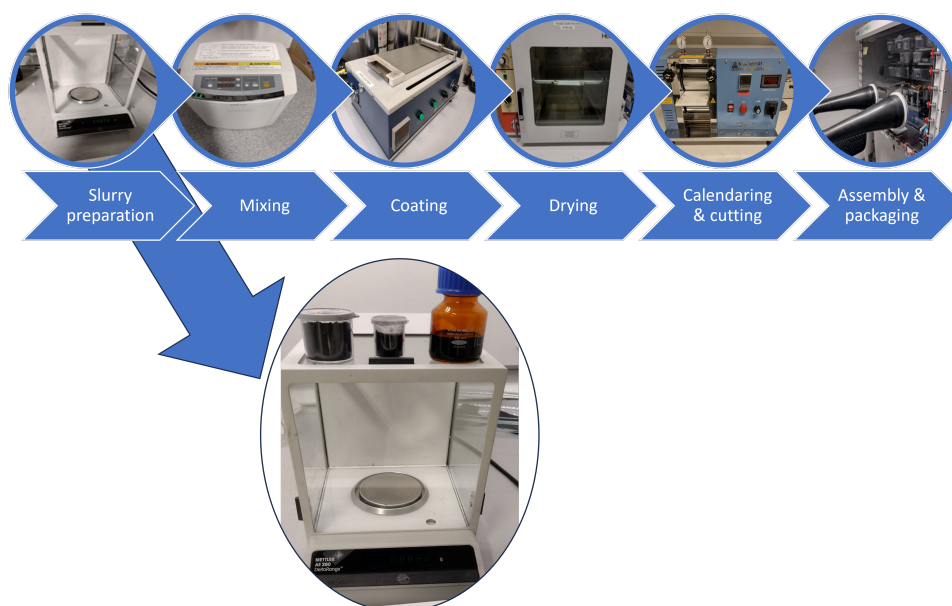 Slurry
preparation
Mixing
Coating
Drying
Calendaring
& cutting
Assembly &
packaging
METTLER
AE 260
DeltaRange